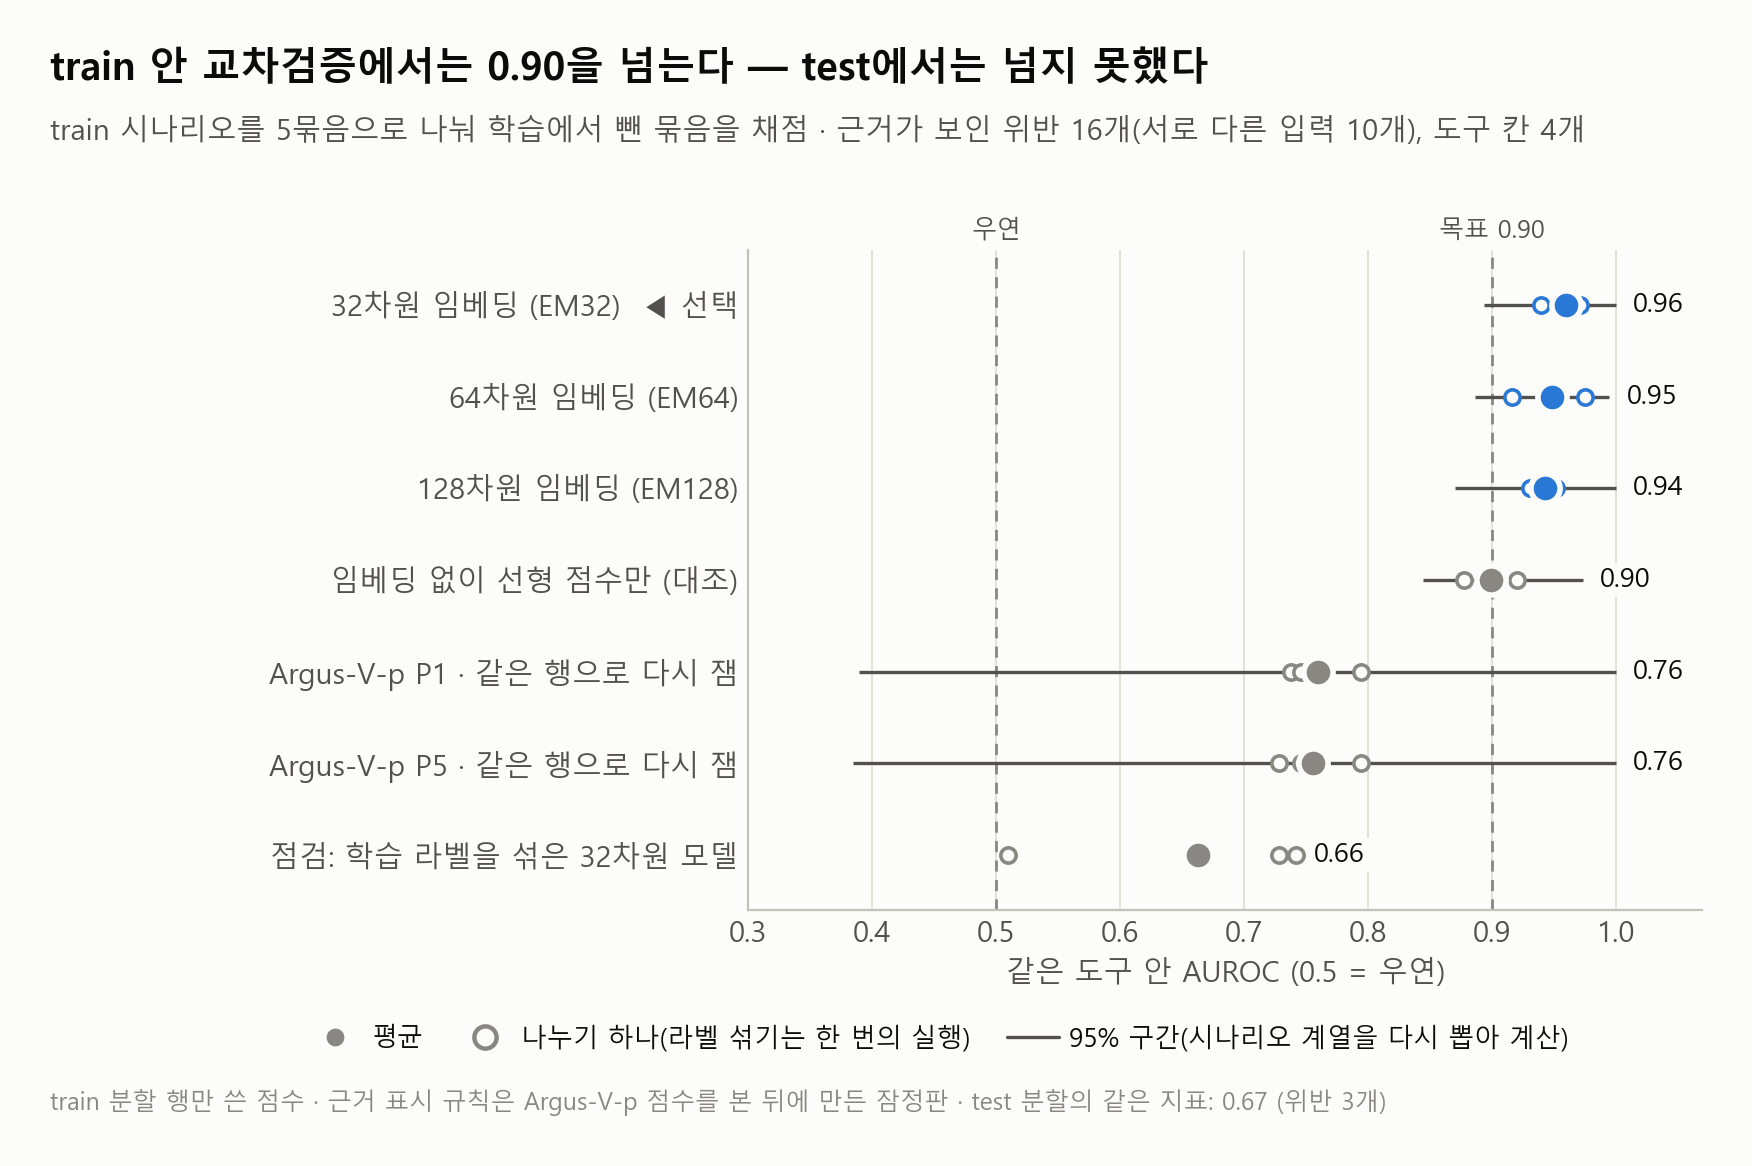 train 안 교차검증에서는 0.90을 넘는다 — test에서는 넘지 못했다
train 시나리오를 5묶음으로 나눠 학습에서 뺀 묶음을 채점 · 근거가 보인 위반 16개(서로 다른 입력 10개), 도구 칸 4개
우연
목표 0.90
32차원 임베딩 (EM32) ◀ 선택
0.96
64차원 임베딩 (EM64)
0.95
128차원 임베딩 (EM128)
0.94
임베딩 없이 선형 점수만 (대조)
0.90
Argus-V-p P1 · 같은 행으로 다시 잼
0.76
Argus-V-p P5 · 같은 행으로 다시 잼
0.76
점검: 학습 라벨을 섞은 32차원 모델
0.66
0.3 0.4 0.5 0.6 0.7 0.8 0.9 1.0
같은 도구 안 AUROC (0.5 = 우연)
평균 나누기 하나(라벨 섞기는 한 번의 실행) 95% 구간(시나리오 계열을 다시 뽑아 계산)
train 분할 행만 쓴 점수 · 근거 표시 규칙은 Argus-V-p 점수를 본 뒤에 만든 잠정판 · test 분할의 같은 지표: 0.67 (위반 3개)